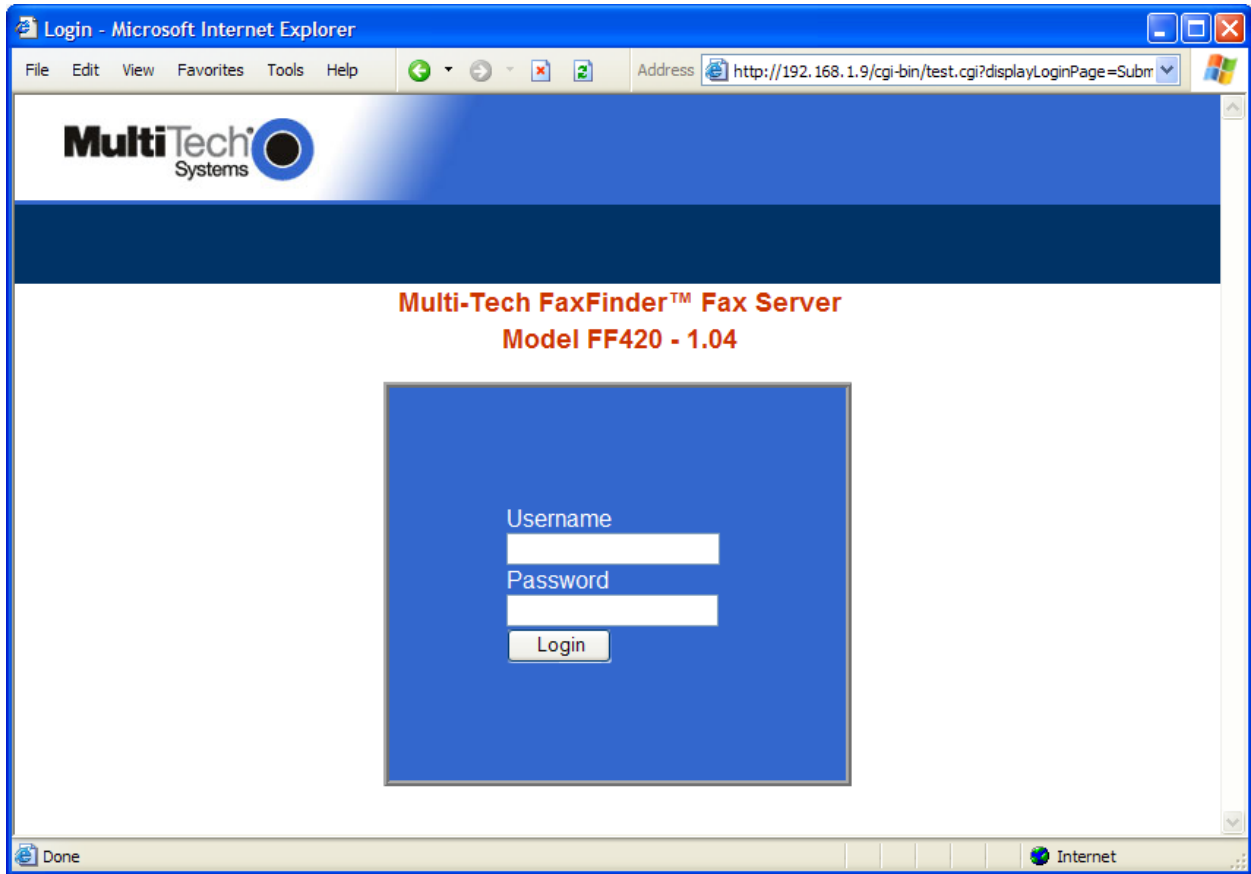 Login - Microsoft Internet Explorer
File Edit View Favorites Tools Help Address http://192.168.1.9/cgi-bin/test.cgi?displayLoginPage=Subm
MultiTech
Systems
Multi-Tech FaxFinder™ Fax Server
Model FF420 - 1.04
Username
Password
Login
Done Internet